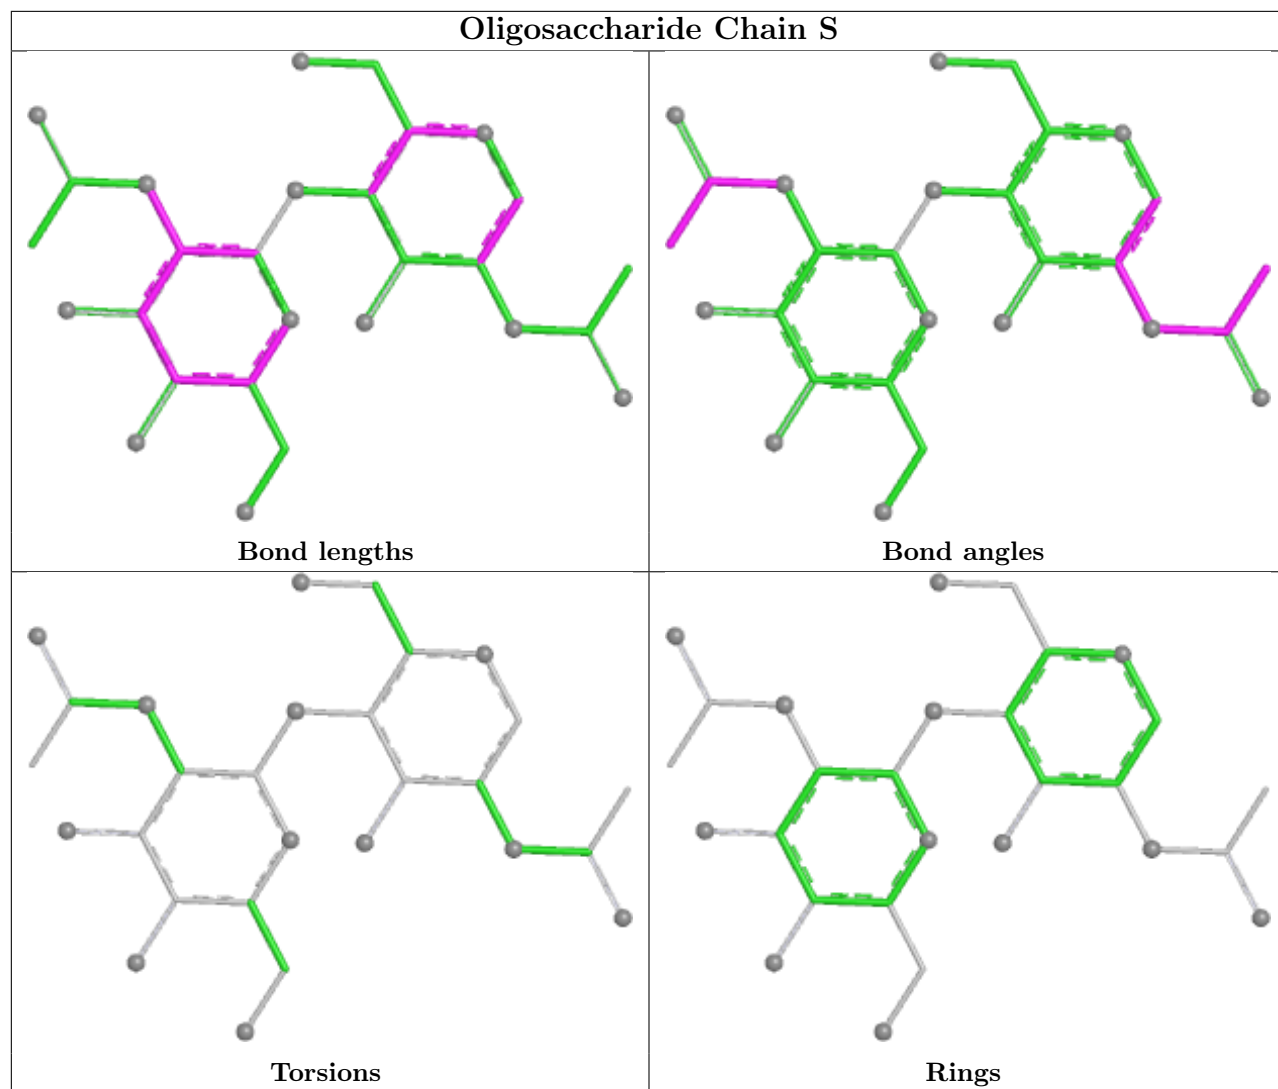 Oligosaccharide Chain S
Bond lengths
Bond angles
Torsions
Rings